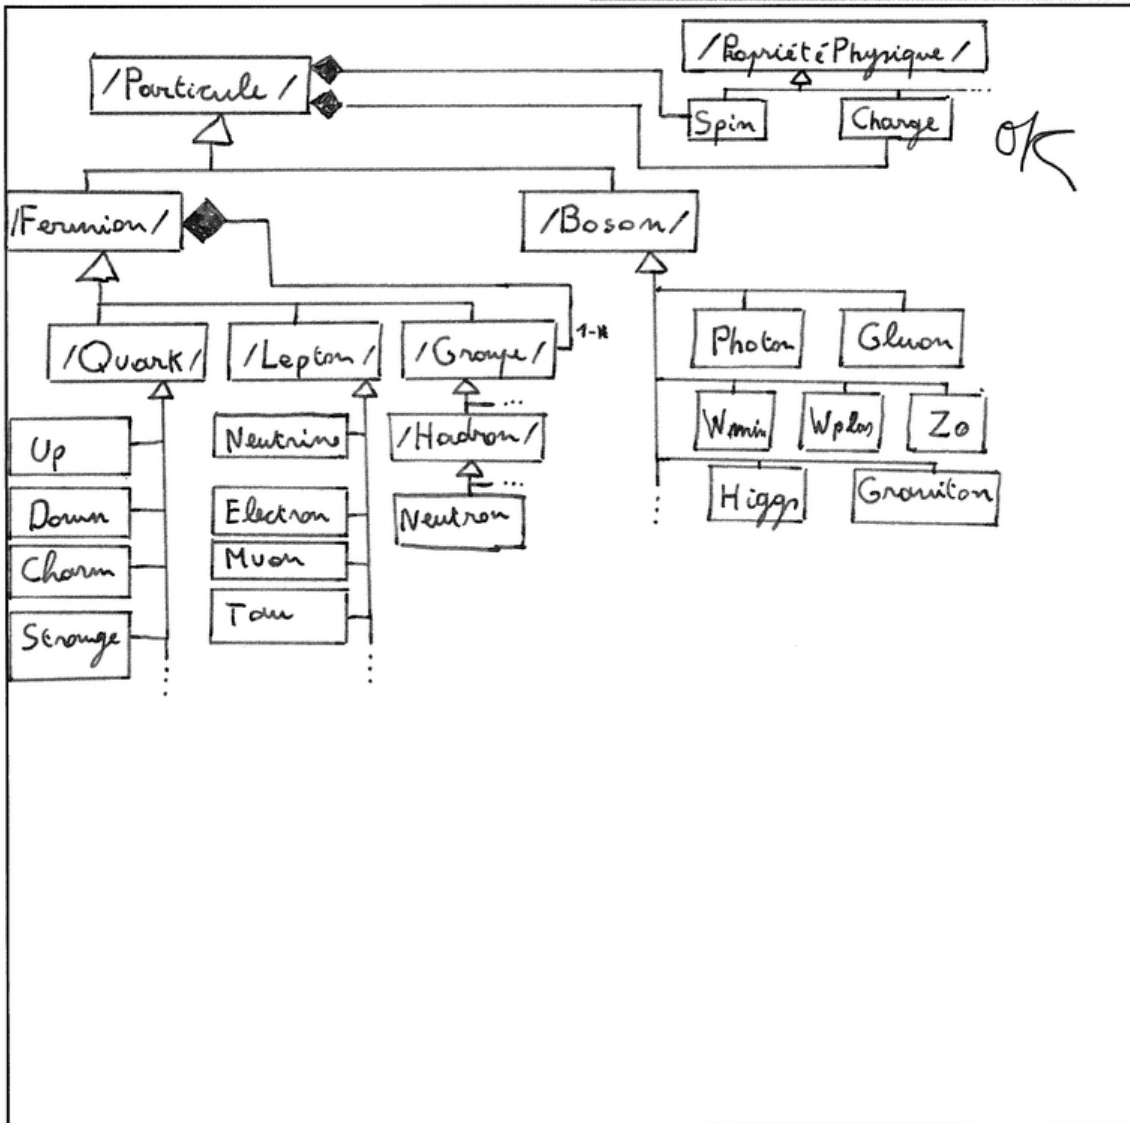 /PropriétéPhysique/
/Particule/
Spin
Charge
...
OK
/Fermion/
/Boson/
/Quark/
/Lepton/
/Groupe/
1-N
Photon
Gluon
Up
Neutrino
...
/Hadron/
Wmin
Wplus
Z0
Down
Electron
...
Neutron
Higgs
Graviton
Charm
Muon
Strange
Tau